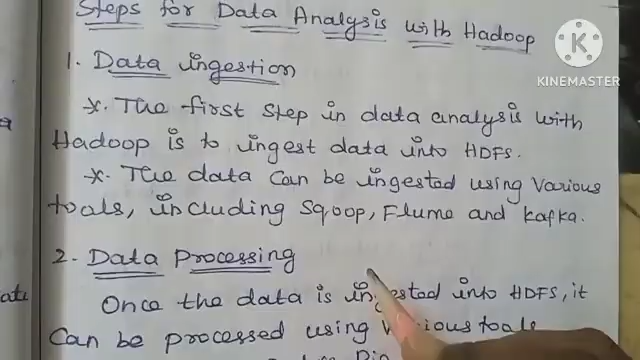 Steps for Data Analysis with Hadoop
K
KINEMASTER
1. Data ingestion
*. The first step in data analysis with
Hadoop is to ingest data into HDFS.
*. The data can be ingested using various
tools, including Sqoop, Flume and Kafka.
2. Data Processing
Once the data is ingested into HDFS, it
Can be processed using various tools